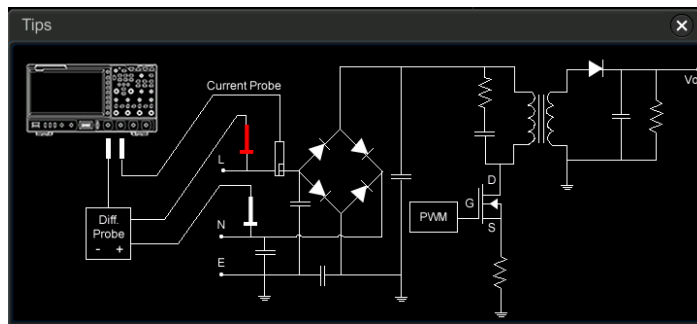 Tips
Current Probe
Vo
L
D
G
PWM
S
Diff.
Probe
- +
N
E